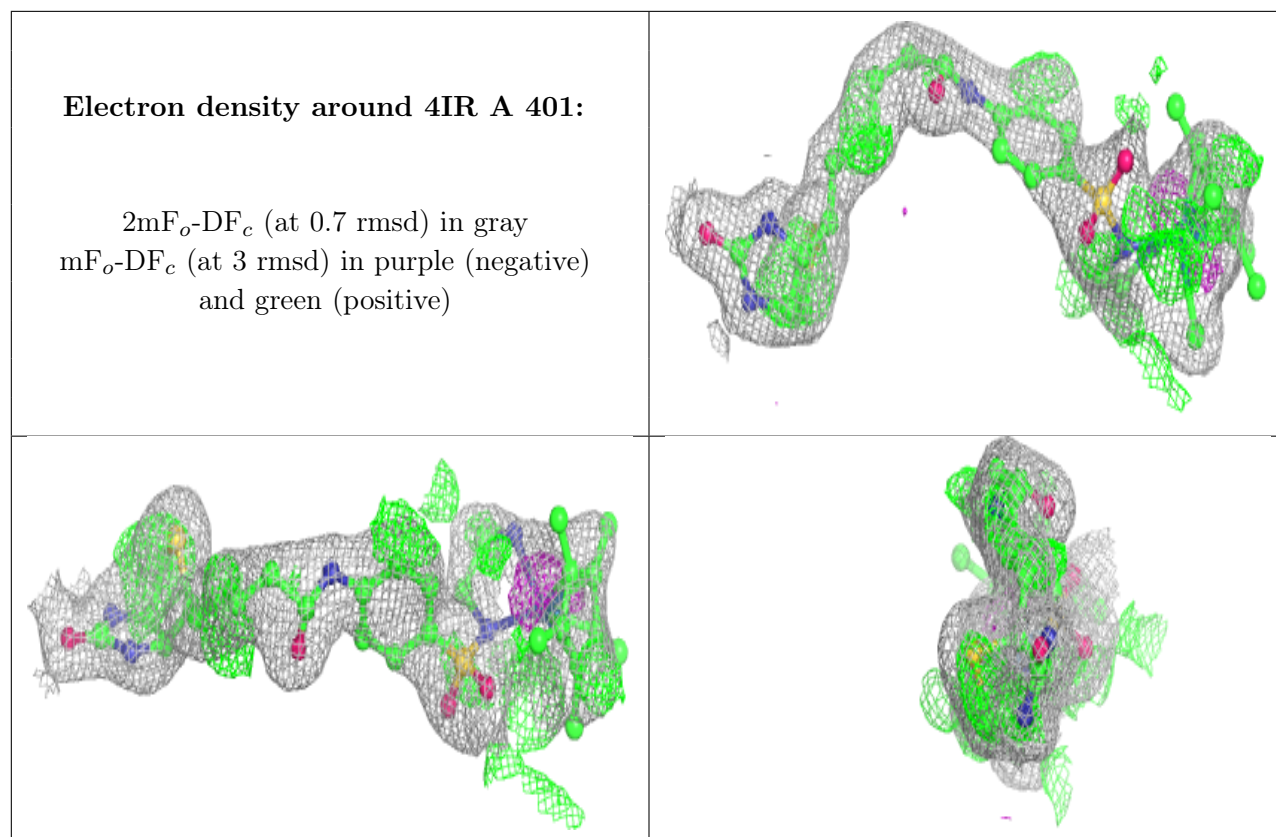 Electron density around 4IR A 401:
2mFₒ-DF𝒸 (at 0.7 rmsd) in gray
mFₒ-DF𝒸 (at 3 rmsd) in purple (negative)
and green (positive)